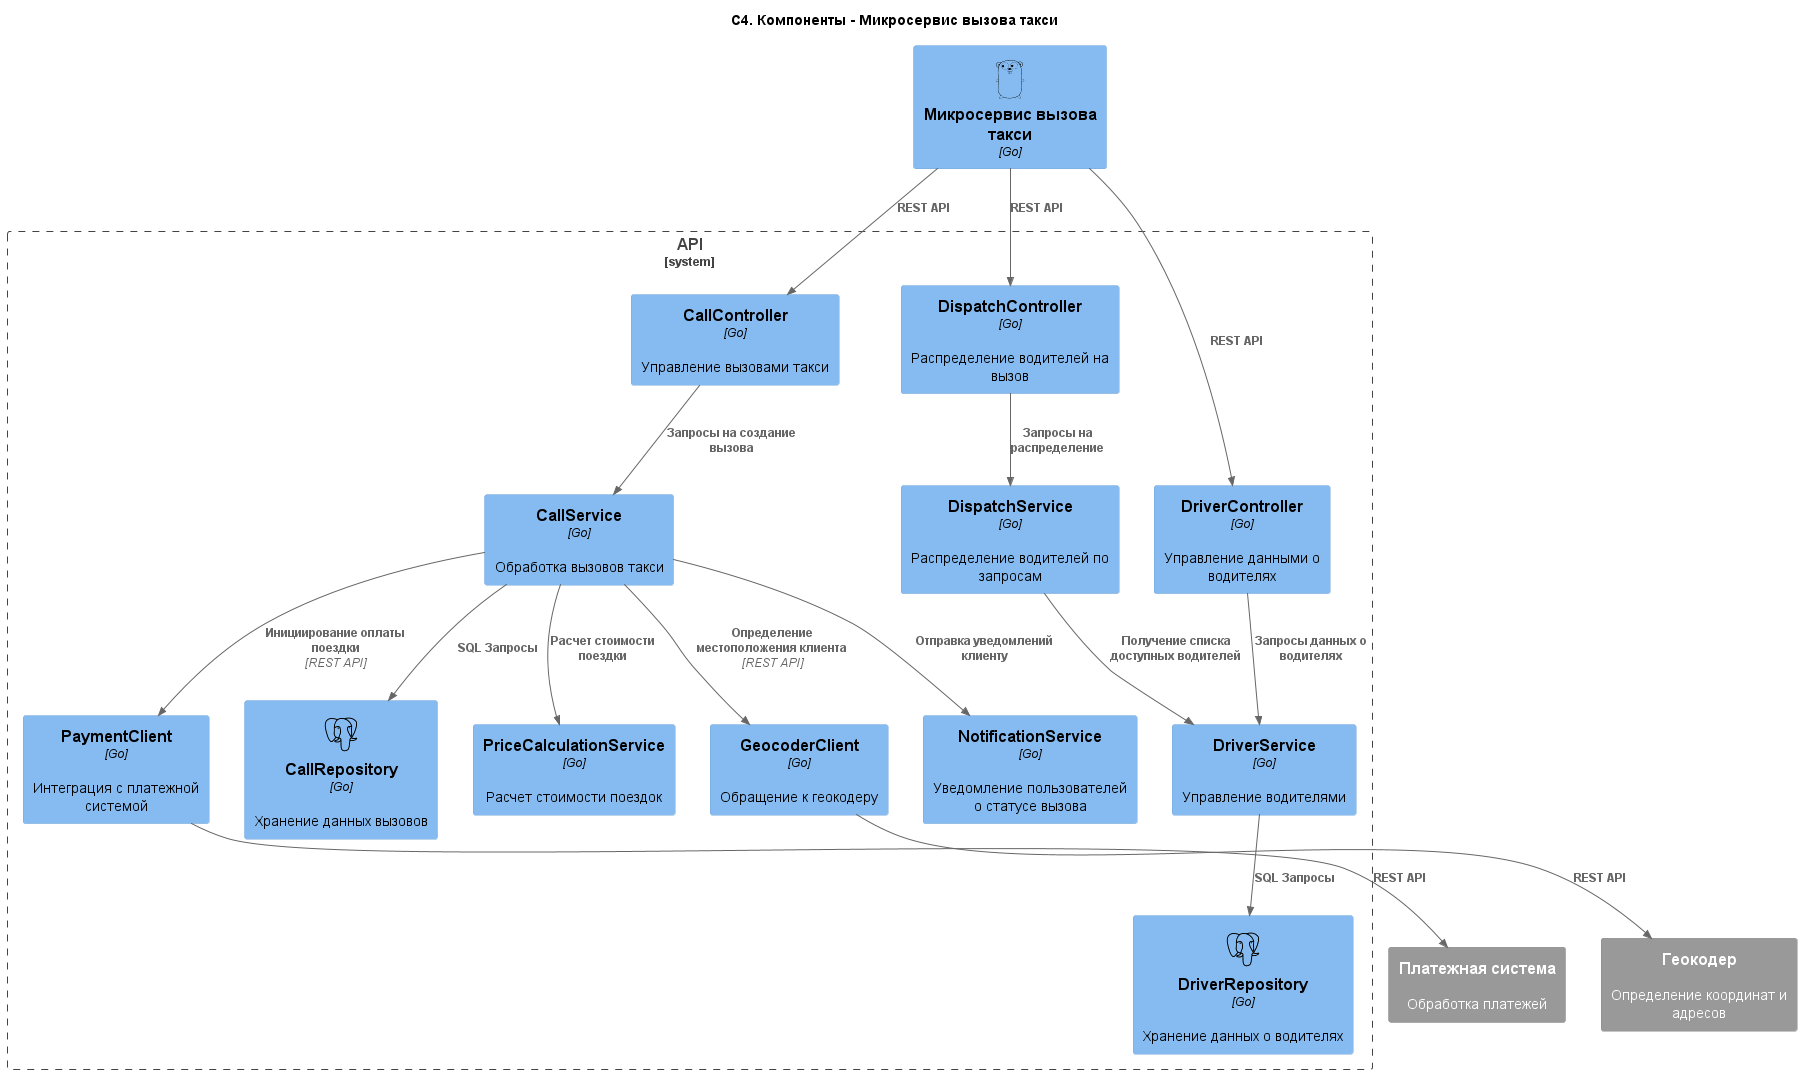 C4. Компоненты - Микросервис вызова такси
Микросервис вызова
такси
[Go]
REST API
REST API
API
[system]
CallController
[Go]
Управление вызовами такси
DispatchController
[Go]
Распределение водителей на
вызов
REST API
Запросы на создание
вызова
Запросы на
распределение
CallService
[Go]
Обработка вызовов такси
DispatchService
[Go]
Распределение водителей по
запросам
DriverController
[Go]
Управление данными о
водителях
Инициирование оплаты
поездки
[REST API]
SQL Запросы
Расчет стоимости
поездки
Определение
местоположения клиента
[REST API]
Отправка уведомлений
клиенту
Получение списка
доступных водителей
Запросы данных о
водителях
PaymentClient
[Go]
Интеграция с платежной
системой
CallRepository
[Go]
Хранение данных вызовов
PriceCalculationService
[Go]
Расчет стоимости поездок
GeocoderClient
[Go]
Обращение к геокодеру
NotificationService
[Go]
Уведомление пользователей
о статусе вызова
DriverService
[Go]
Управление водителями
SQL Запросы
REST API
REST API
DriverRepository
[Go]
Хранение данных о водителях
Платежная система
Обработка платежей
Геокодер
Определение координат и
адресов